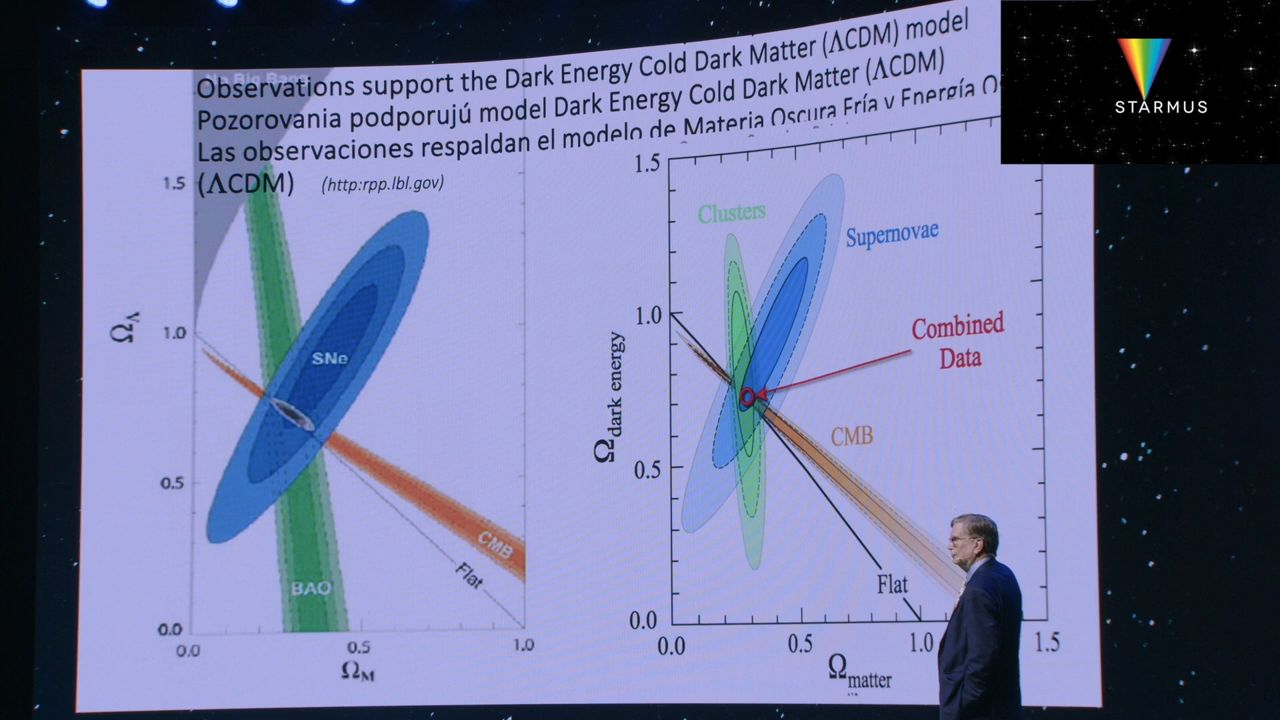 STARMUS
No Big Bang
Observations support the Dark Energy Cold Dark Matter (ΛCDM) model
Pozorovania podporujú model Dark Energy Cold Dark Matter (ΛCDM)
Las observaciones respaldan el modelo de Materia Oscura Fría y Energía
(ΛCDM) (http:rpp.lbl.gov)
1.5
1.0
0.5
0.0
Ω_Λ
SNe
CMB
Flat
BAO
0.0
0.5
1.0
Ω_M
1.5
1.0
0.5
0.0
Ω_dark energy
Clusters
Supernovae
Combined
Data
CMB
Flat
0.0
0.5
1.0
1.5
Ω_matter